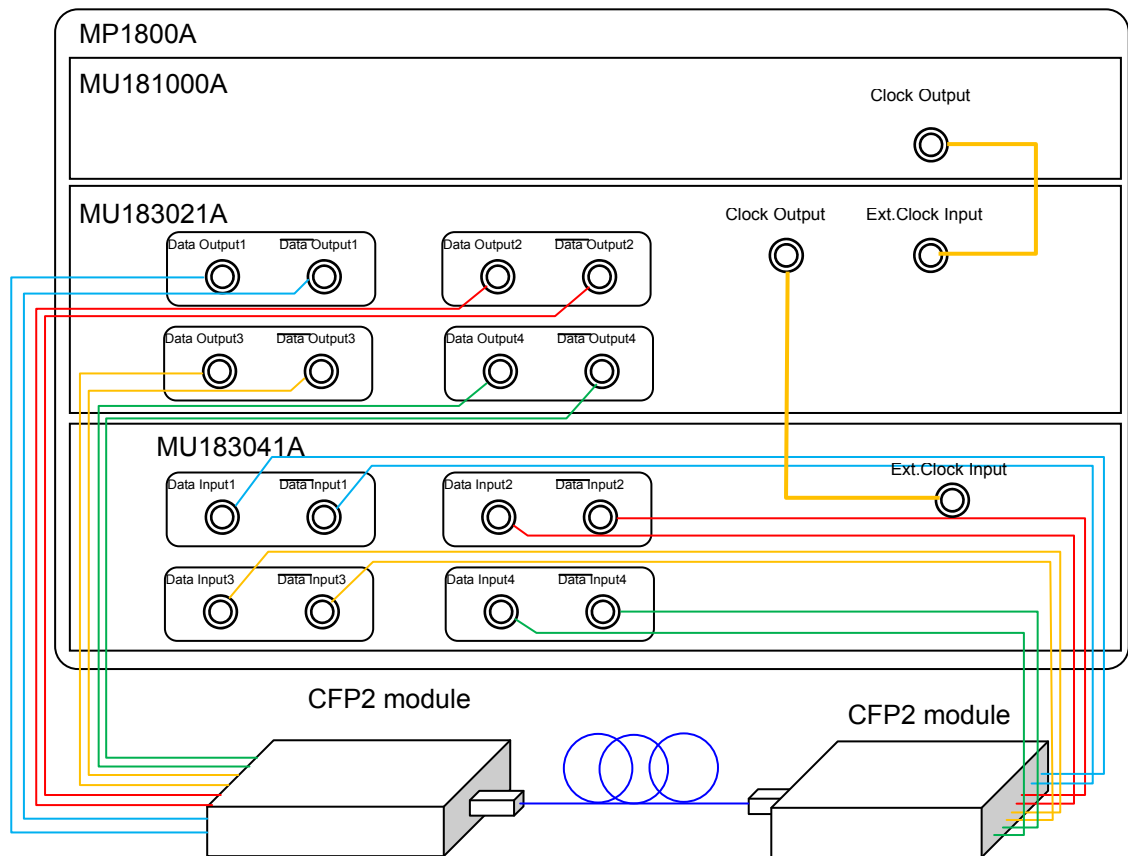 MP1800A
MU181000A
Clock Output
MU183021A
Clock Output
Ext.Clock Input
Data Output1
Data Output1
Data Output2
Data Output2
Data Output3
Data Output3
Data Output4
Data Output4
MU183041A
Ext.Clock Input
Data Input1
Data Input1
Data Input2
Data Input2
Data Input3
Data Input3
Data Input4
Data Input4
CFP2 module
CFP2 module